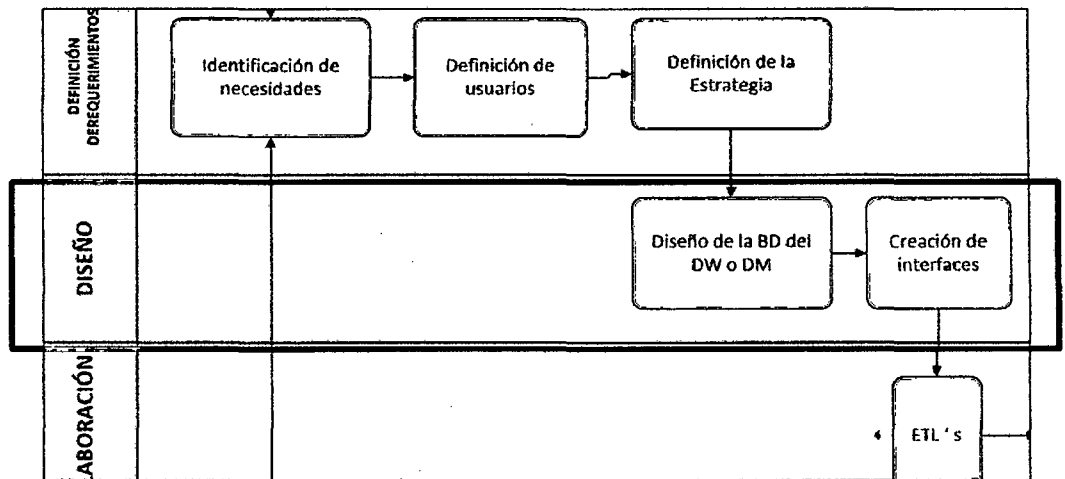 DEFINICIÓN
DEREQUERIMIENTOS
Identificación de
necesidades
Definición de
usuarios
Definición de la
Estrategia
DISEÑO
Diseño de la BD del
DW o DM
Creación de
interfaces
ABORACIÓN
ETL ' s